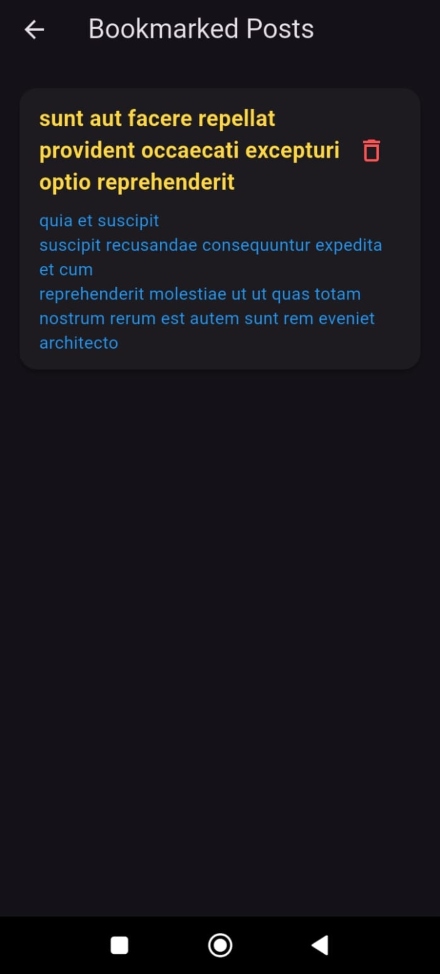 Bookmarked Posts
sunt aut facere repellat
provident occaecati excepturi
optio reprehenderit
quia et suscipit
suscipit recusandae consequuntur expedita
et cum
reprehenderit molestiae ut ut quas totam
nostrum rerum est autem sunt rem eveniet
architecto